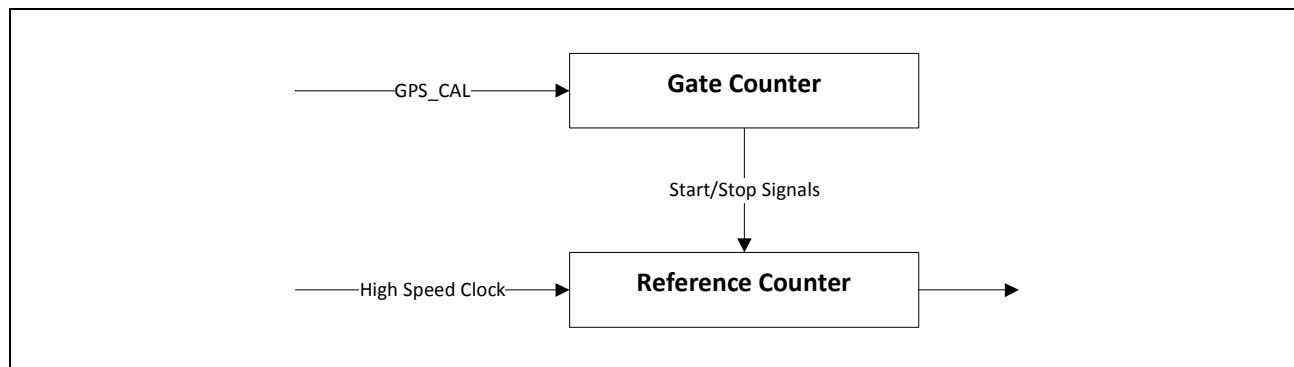 GPS_CAL
Gate Counter
Start/Stop Signals
High Speed Clock
Reference Counter